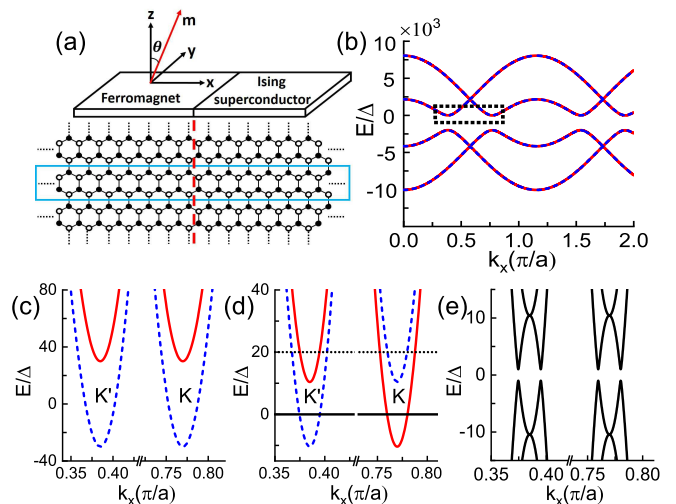 (a)
z
m
θ
y
x
Ferromagnet
Ising
superconductor
(b)
E/Δ
10 ×10³
5
0
-5
-10
0.0 0.5 1.0 1.5 2.0
kₓ(π/a)
(c)
E/Δ
80
40
0
-40
K' K
0.35 0.40 0.75 0.80
kₓ(π/a)
(d)
E/Δ
40
20
0
-20
K' K
0.35 0.40 0.75 0.80
kₓ(π/a)
(e)
E/Δ
10
0
-10
0.35 0.40 0.75 0.80
kₓ(π/a)